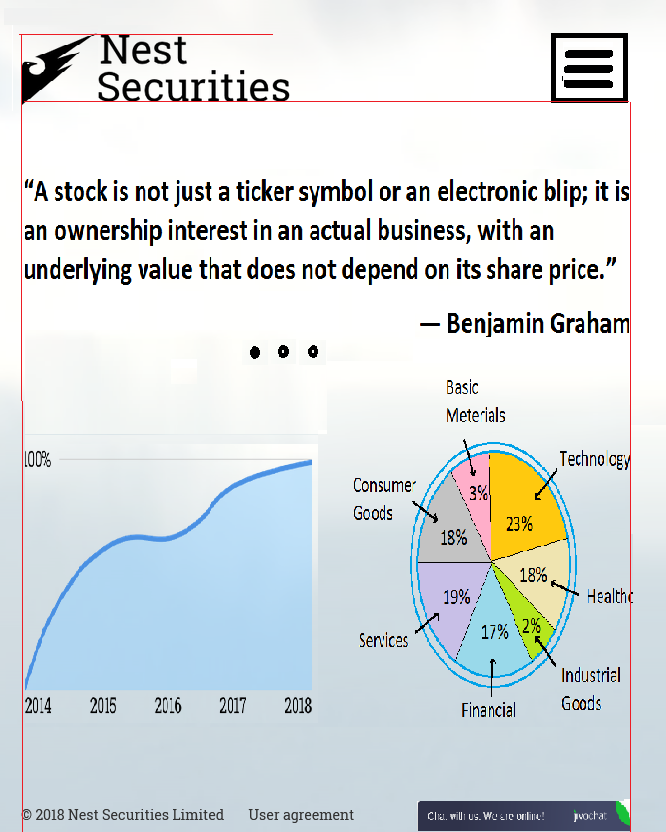 Nest
Securities
“A stock is not just a ticker symbol or an electronic blip; it is
an ownership interest in an actual business, with an
underlying value that does not depend on its share price.”
— Benjamin Graham
100%
2014 2015 2016 2017 2018
Basic
Meterials
Technology
Consumer
Goods
3%
23%
18%
18%
Healthc
19%
17%
2%
Services
Industrial
Goods
Financial
© 2018 Nest Securities Limited User agreement
Chat with us. We are online! jivochat